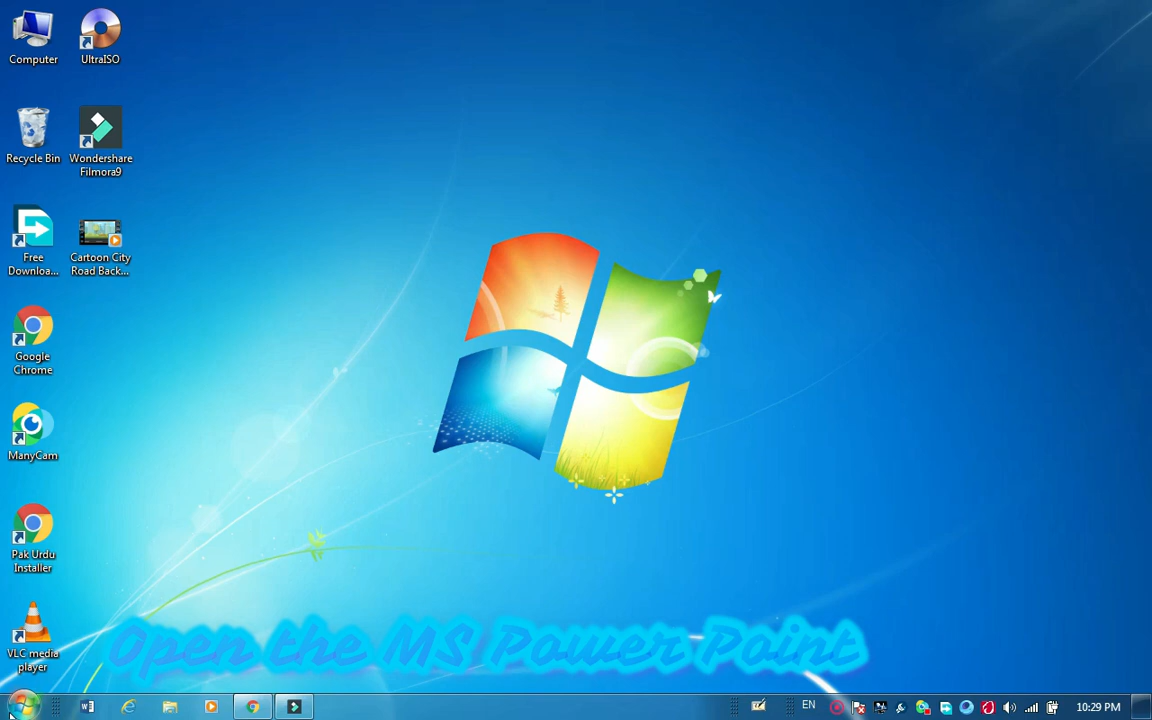 Computer
UltraISO
Recycle Bin
Wondershare
Filmora9
Free
Downloa...
Cartoon City
Road Back...
Google
Chrome
ManyCam
Pak Urdu
Installer
VLC media
player
Open the MS Power Point
EN
10:29 PM